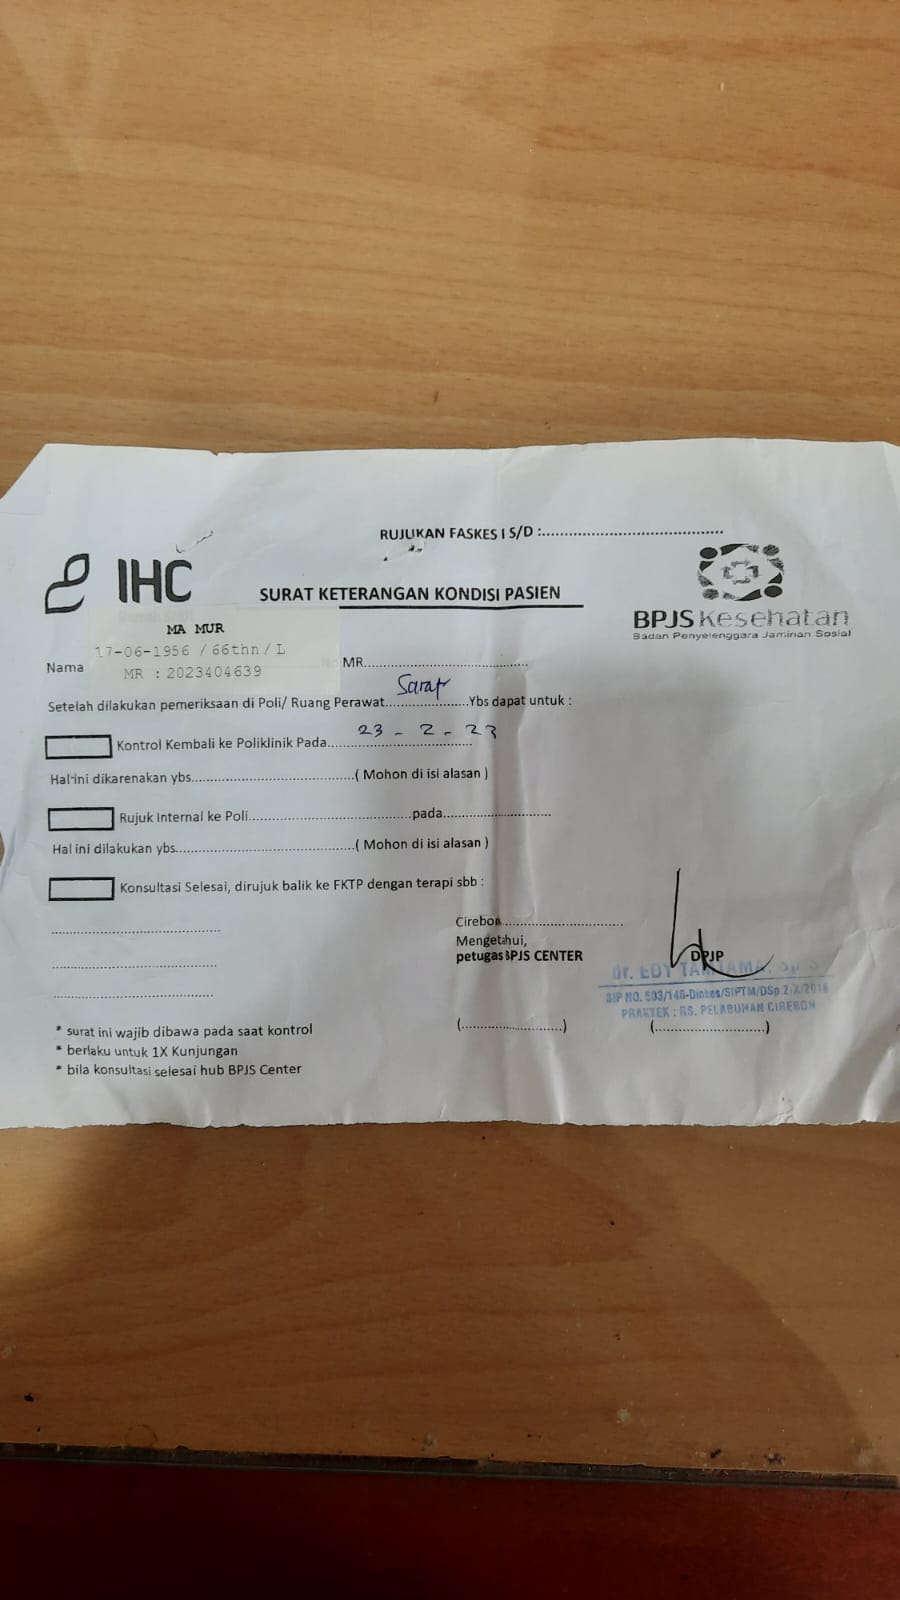 RUJUKAN FASKES I S/D :........................................
IHC
SURAT KETERANGAN KONDISI PASIEN
BPJS Kesehatan
Badan Penyelenggara Jaminan Sosial
MA MUR
17-06-1956 / 66thn / L
Nama MR : 2023404639 MR........................................
Setelah dilakukan pemeriksaan di Poli/ Ruang Perawat.....Saraf.....Ybs dapat untuk :
Kontrol Kembali ke Poliklinik Pada.....23 - 2 - 23.....
Hal ini dikarenakan ybs........................................( Mohon di isi alasan )
Rujuk Internal ke Poli........................................pada..........................
Hal ini dilakukan ybs........................................( Mohon di isi alasan )
Konsultasi Selesai, dirujuk balik ke FKTP dengan terapi sbb :
........................................
........................................
........................................
Cirebon..............................
Mengetahui,
petugas BPJS CENTER
(..........................)
DPJP
dr. EDY
SIP NO. 503/146-Dinkes/SIPTM/DSp.2/X/2016
PRAKTEK : RS. PELABUHAN CIREBON
(..........................)
* surat ini wajib dibawa pada saat kontrol
* berlaku untuk 1X Kunjungan
* bila konsultasi selesai hub BPJS Center